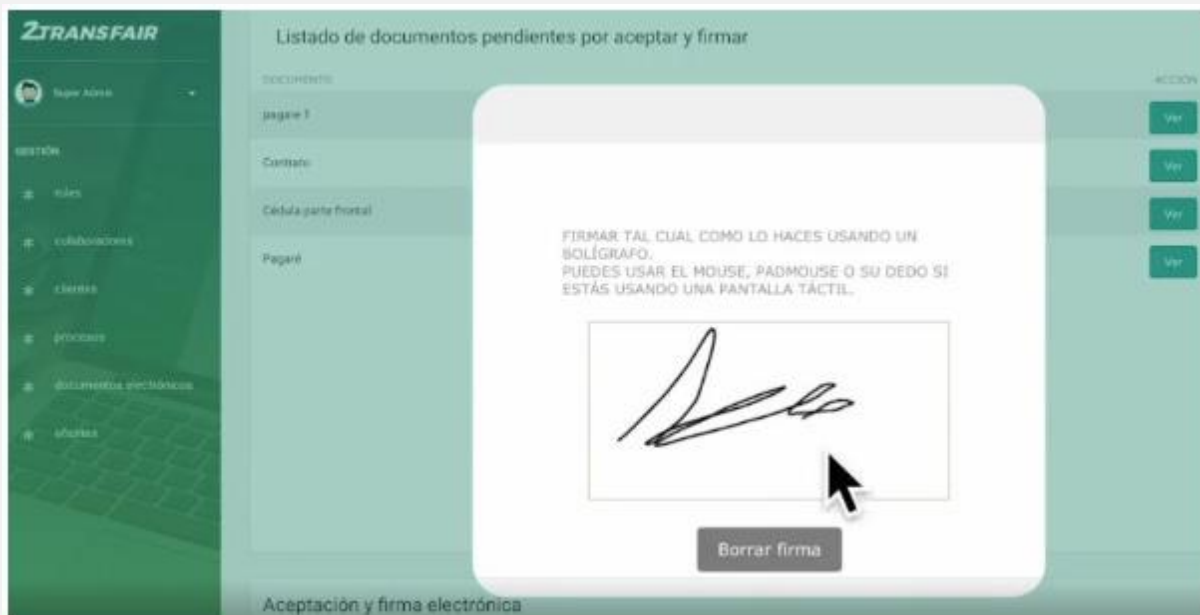 2TRANSFAIR
Super Admin
GESTIÓN
roles
colaboradores
clientes
procesos
documentos electrónicos
Listado de documentos pendientes por aceptar y firmar
DOCUMENTO
ACCIÓN
pagare 1
Ver
Contrato
Ver
Cédula parte frontal
Ver
Pagaré
Ver
FIRMAR TAL CUAL COMO LO HACES USANDO UN
BOLÍGRAFO.
PUEDES USAR EL MOUSE, PADMOUSE O SU DEDO SI
ESTÁS USANDO UNA PANTALLA TÁCTIL.
Borrar firma
Aceptación y firma electrónica